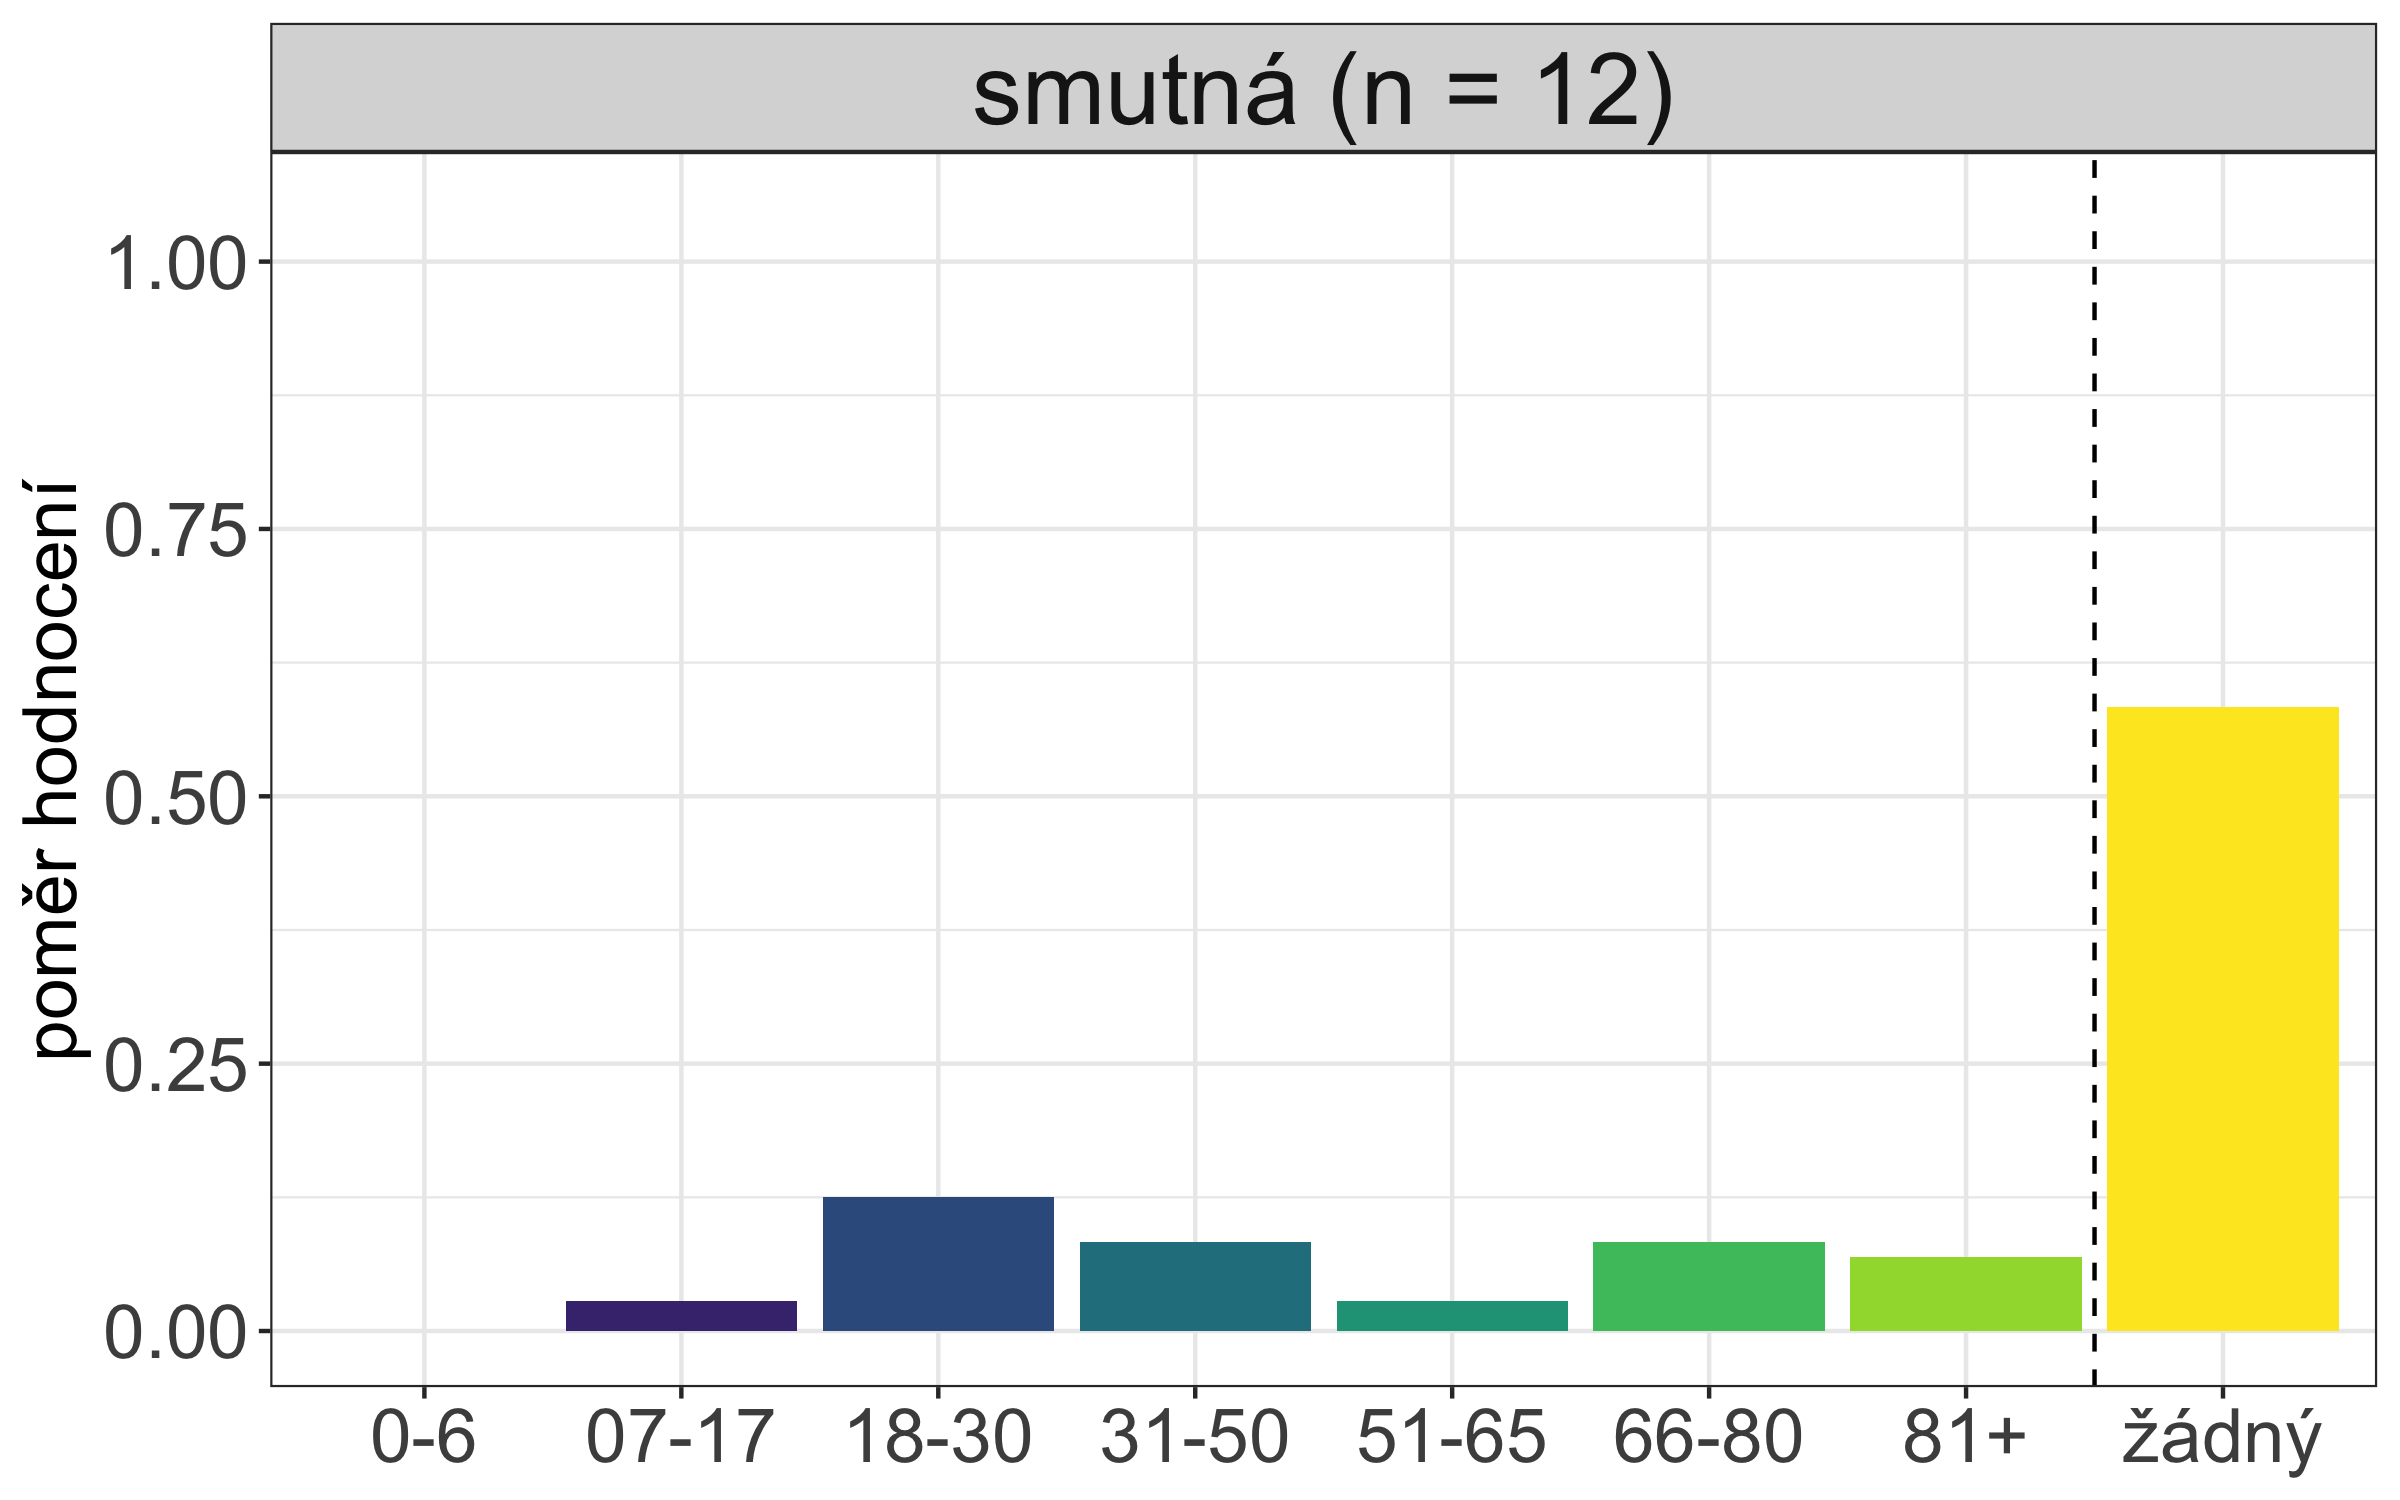 smutná (n = 12)
poměr hodnocení
1.00
0.75
0.50
0.25
0.00
0-6 07-17 18-30 31-50 51-65 66-80 81+ žádný